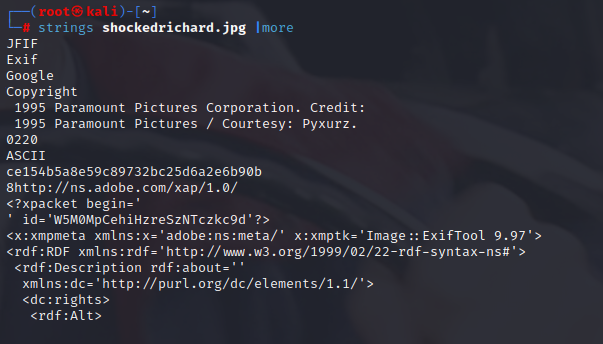 ┌──(root㉿kali)-[~]
└─# strings shockedrichard.jpg |more
JFIF
Exif
Google
Copyright
 1995 Paramount Pictures Corporation. Credit:
 1995 Paramount Pictures / Courtesy: Pyxurz.
0220
ASCII
ce154b5a8e59c89732bc25d6a2e6b90b
8http://ns.adobe.com/xap/1.0/
<?xpacket begin='
' id='W5M0MpCehiHzreSzNTczkc9d'?>
<x:xmpmeta xmlns:x='adobe:ns:meta/' x:xmptk='Image::ExifTool 9.97'>
<rdf:RDF xmlns:rdf='http://www.w3.org/1999/02/22-rdf-syntax-ns#'>
 <rdf:Description rdf:about=''
  xmlns:dc='http://purl.org/dc/elements/1.1/'>
  <dc:rights>
   <rdf:Alt>